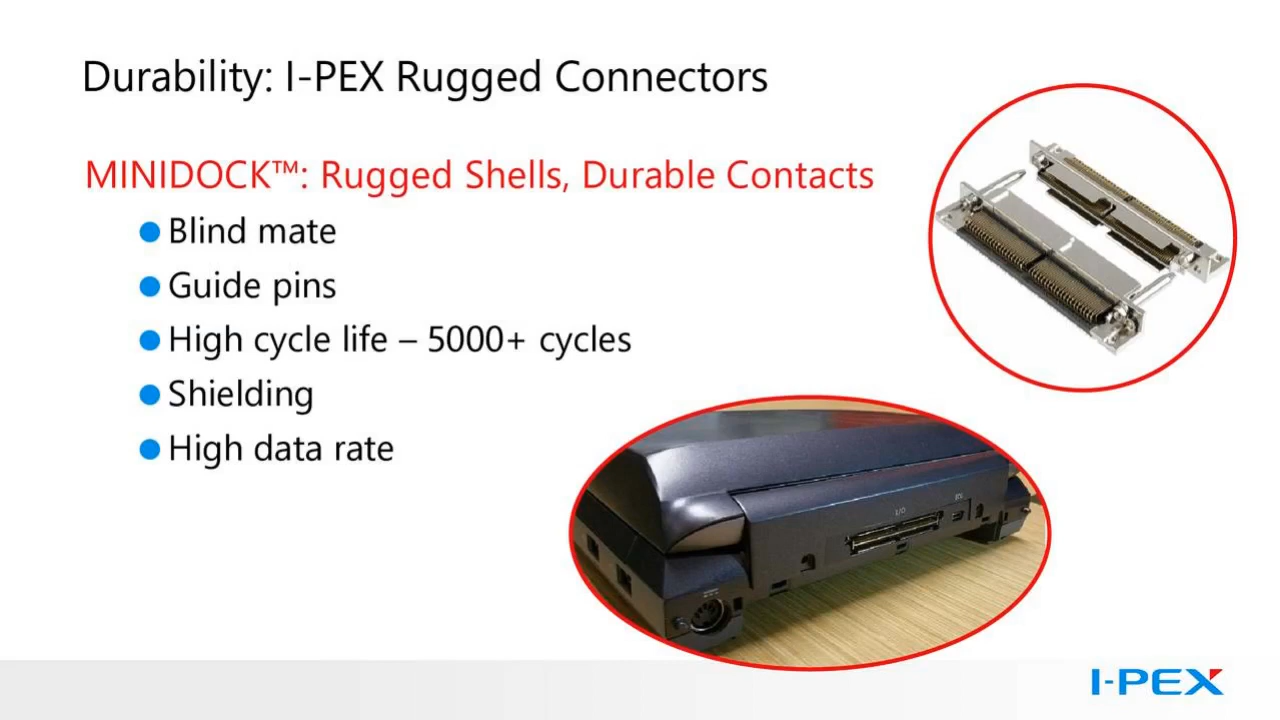 Durability: I-PEX Rugged Connectors
MINIDOCK™: Rugged Shells, Durable Contacts
Blind mate
Guide pins
High cycle life – 5000+ cycles
Shielding
High data rate
I/O
I-PEX